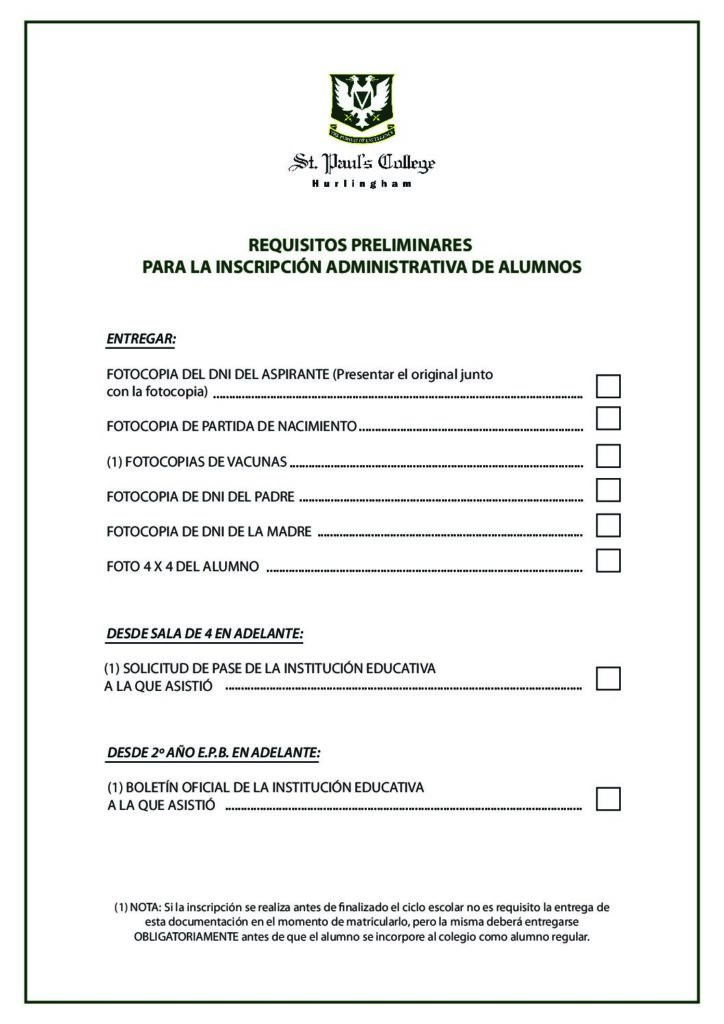 St. Paul's College
Hurlingham
REQUISITOS PRELIMINARES
PARA LA INSCRIPCIÓN ADMINISTRATIVA DE ALUMNOS
ENTREGAR:
FOTOCOPIA DEL DNI DEL ASPIRANTE (Presentar el original junto
con la fotocopia)
FOTOCOPIA DE PARTIDA DE NACIMIENTO
(1) FOTOCOPIAS DE VACUNAS
FOTOCOPIA DE DNI DEL PADRE
FOTOCOPIA DE DNI DE LA MADRE
FOTO 4 X 4 DEL ALUMNO
DESDE SALA DE 4 EN ADELANTE:
(1) SOLICITUD DE PASE DE LA INSTITUCIÓN EDUCATIVA
A LA QUE ASISTIÓ
DESDE 2º AÑO E.P.B. EN ADELANTE:
(1) BOLETÍN OFICIAL DE LA INSTITUCIÓN EDUCATIVA
A LA QUE ASISTIÓ
(1) NOTA: Si la inscripción se realiza antes de finalizado el ciclo escolar no es requisito la entrega de
esta documentación en el momento de matricularlo, pero la misma deberá entregarse
OBLIGATORIAMENTE antes de que el alumno se incorpore al colegio como alumno regular.